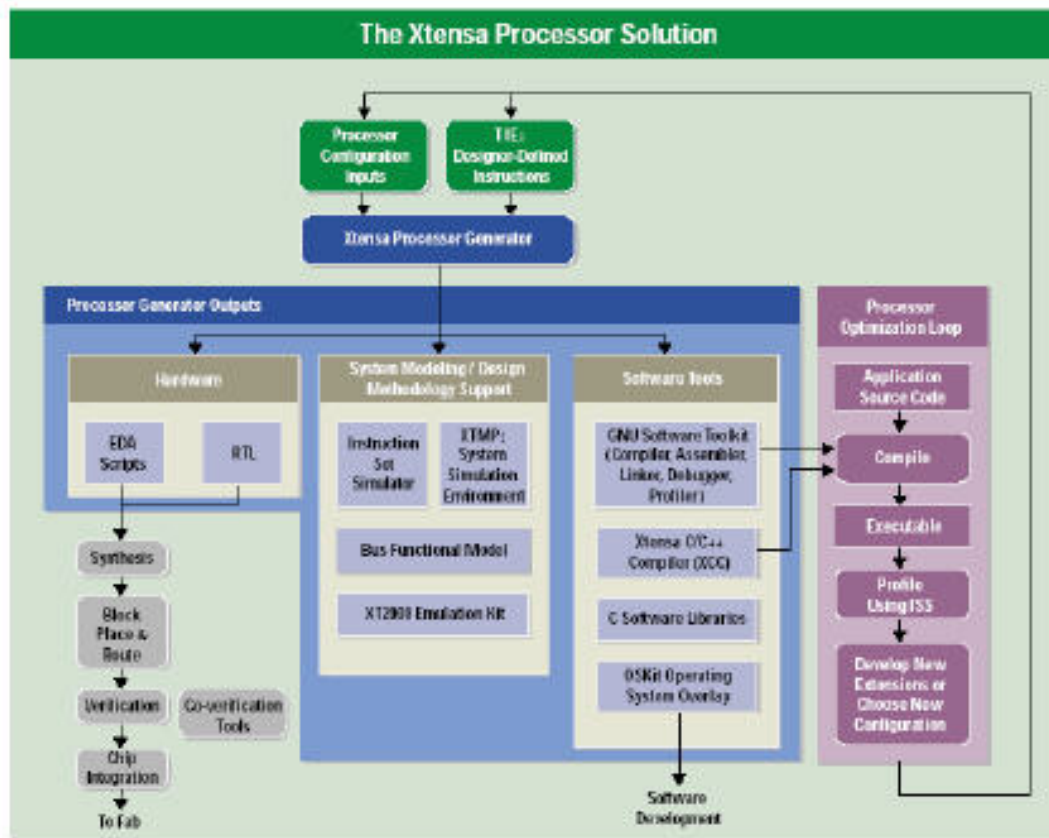 The Xtensa Processor Solution
Processor
Configuration
Inputs
TIE:
Designer-Defined
Instructions
Xtensa Processor Generator
Processor Generator Outputs
Hardware
EDA
Scripts
RTL
System Modeling / Design
Methodology Support
Instruction
Set
Simulator
XTMP:
System
Simulation
Environment
Bus Functional Model
XT2000 Emulation Kit
Software Tools
GNU Software Toolkit
(Compiler, Assembler,
Linker, Debugger,
Profiler)
Xtensa C/C++
Compiler (XCC)
C Software Libraries
OSKit Operating
System Overlay
Software
Development
Processor
Optimization Loop
Application
Source Code
Compile
Executable
Profile
Using ISS
Develop New
Extensions or
Choose New
Configuration
Synthesis
Block
Place &
Route
Verification
Co-verification
Tools
Chip
Integration
To Fab